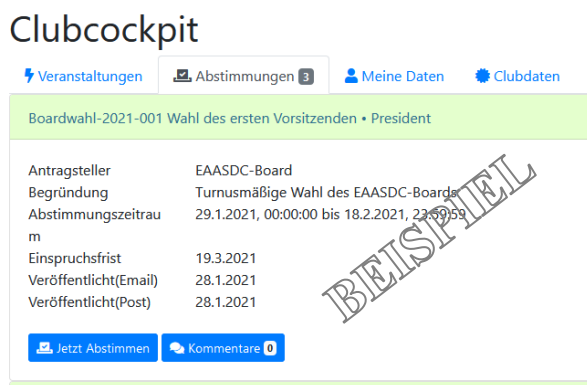 Clubcockpit
Veranstaltungen Abstimmungen 3 Meine Daten Clubdaten
Boardwahl-2021-001 Wahl des ersten Vorsitzenden • President
Antragsteller EAASDC-Board
Begründung Turnusmäßige Wahl des EAASDC-Boards.
Abstimmungszeitrau 29.1.2021, 00:00:00 bis 18.2.2021, 23:59:59
m
Einspruchsfrist 19.3.2021
Veröffentlicht(Email) 28.1.2021
Veröffentlicht(Post) 28.1.2021
BEISPIEL
Jetzt Abstimmen Kommentare 0